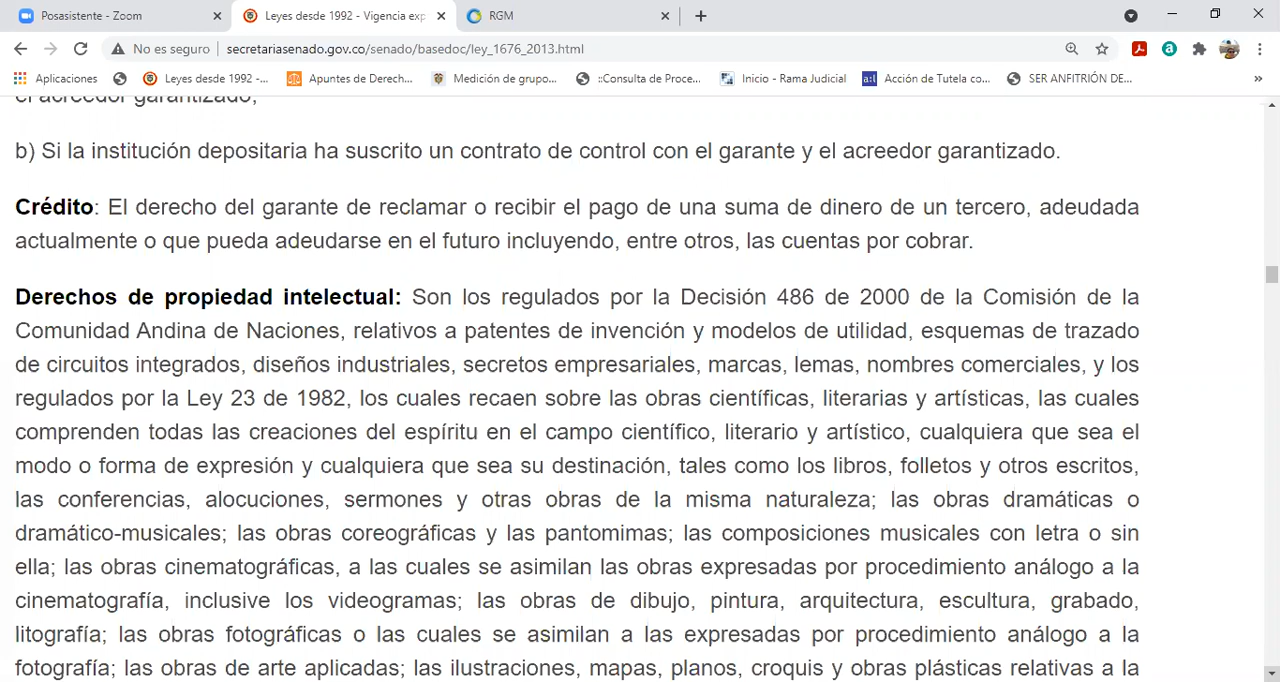 Posasistente - Zoom
Leyes desde 1992 - Vigencia exp
RGM
No es seguro
secretariasenado.gov.co/senado/basedoc/ley_1676_2013.html
Aplicaciones
Leyes desde 1992 -...
Apuntes de Derech...
Medición de grupo...
::Consulta de Proce...
Inicio - Rama Judicial
a:l
Acción de Tutela co...
SER ANFITRIÓN DE...
el acreedor garantizado;
b) Si la institución depositaria ha suscrito un contrato de control con el garante y el acreedor garantizado.
Crédito: El derecho del garante de reclamar o recibir el pago de una suma de dinero de un tercero, adeudada
actualmente o que pueda adeudarse en el futuro incluyendo, entre otros, las cuentas por cobrar.
Derechos de propiedad intelectual: Son los regulados por la Decisión 486 de 2000 de la Comisión de la
Comunidad Andina de Naciones, relativos a patentes de invención y modelos de utilidad, esquemas de trazado
de circuitos integrados, diseños industriales, secretos empresariales, marcas, lemas, nombres comerciales, y los
regulados por la Ley 23 de 1982, los cuales recaen sobre las obras científicas, literarias y artísticas, las cuales
comprenden todas las creaciones del espíritu en el campo científico, literario y artístico, cualquiera que sea el
modo o forma de expresión y cualquiera que sea su destinación, tales como los libros, folletos y otros escritos,
las conferencias, alocuciones, sermones y otras obras de la misma naturaleza; las obras dramáticas o
dramático-musicales; las obras coreográficas y las pantomimas; las composiciones musicales con letra o sin
ella; las obras cinematográficas, a las cuales se asimilan las obras expresadas por procedimiento análogo a la
cinematografía, inclusive los videogramas; las obras de dibujo, pintura, arquitectura, escultura, grabado,
litografía; las obras fotográficas o las cuales se asimilan a las expresadas por procedimiento análogo a la
fotografía; las obras de arte aplicadas; las ilustraciones, mapas, planos, croquis y obras plásticas relativas a la